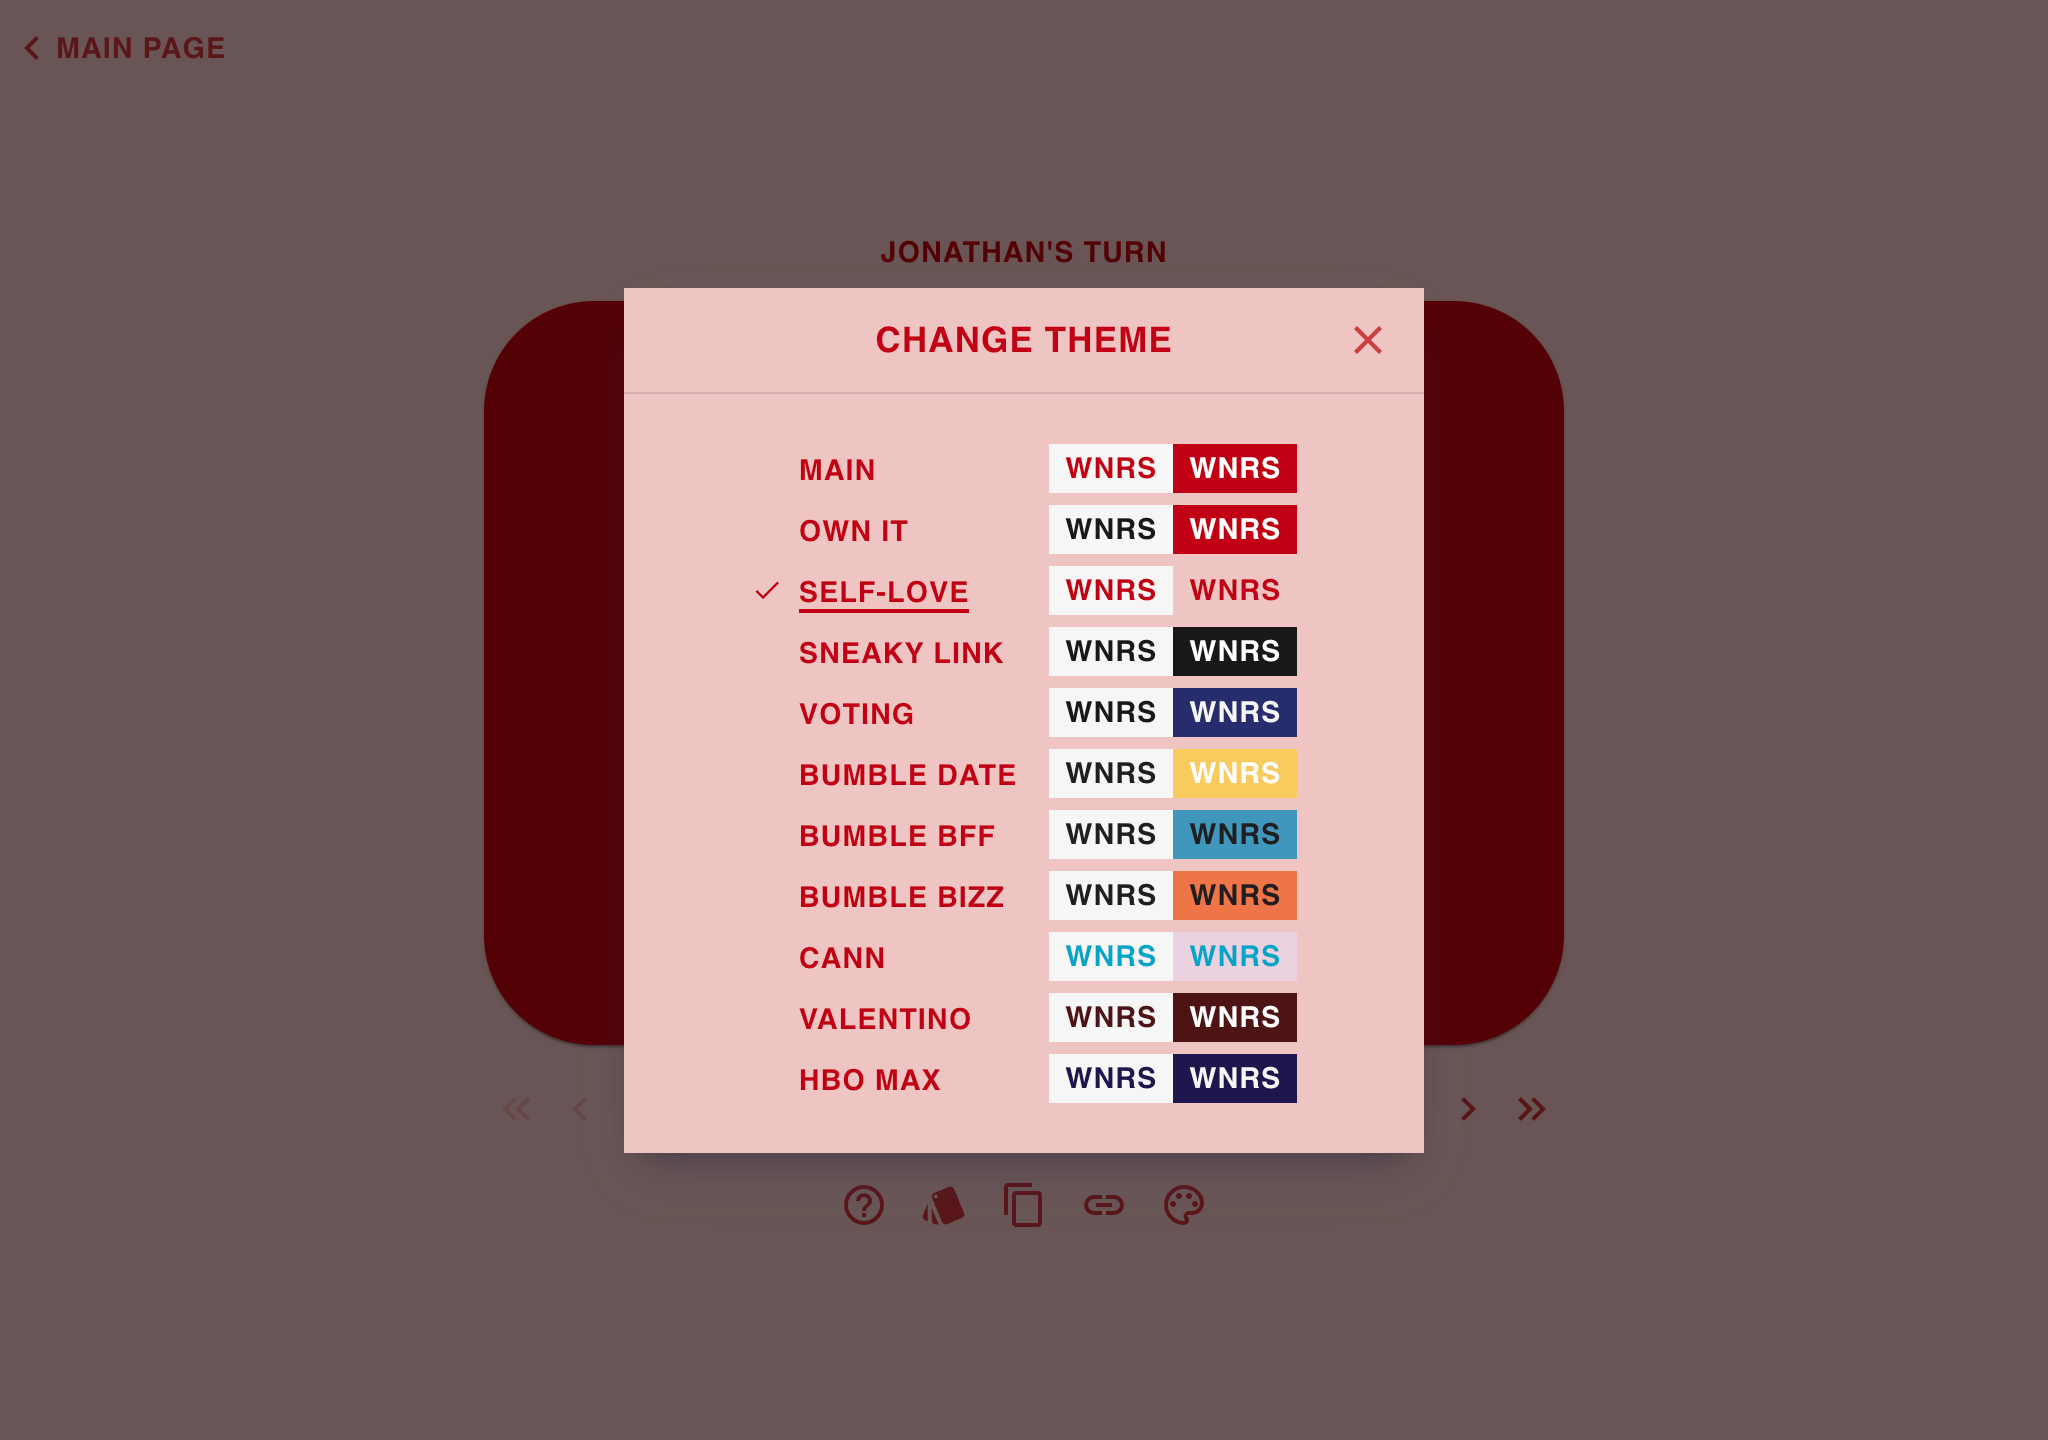 MAIN PAGE
JONATHAN'S TURN
CHANGE THEME
MAIN WNRS WNRS
OWN IT WNRS WNRS
SELF-LOVE WNRS WNRS
SNEAKY LINK WNRS WNRS
VOTING WNRS WNRS
BUMBLE DATE WNRS WNRS
BUMBLE BFF WNRS WNRS
BUMBLE BIZZ WNRS WNRS
CANN WNRS WNRS
VALENTINO WNRS WNRS
HBO MAX WNRS WNRS